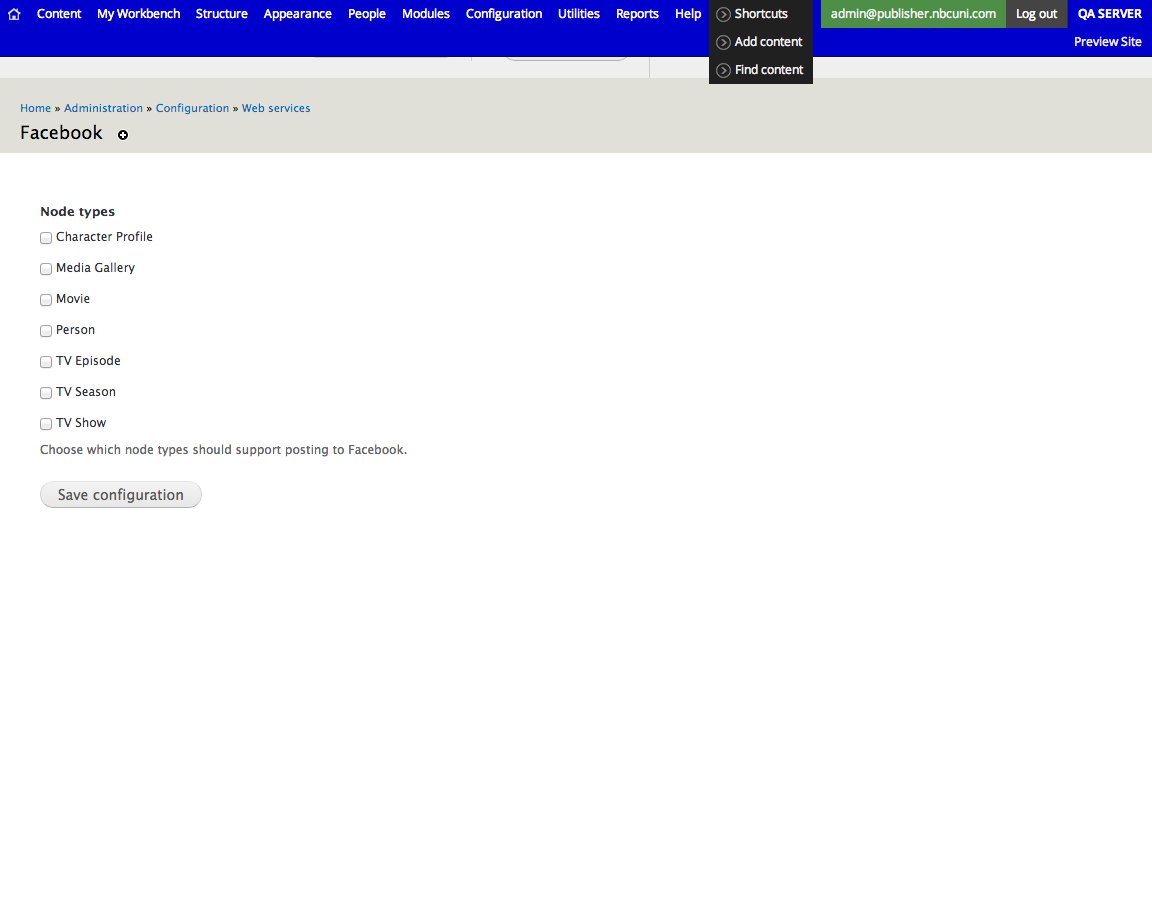 Content My Workbench Structure Appearance People Modules Configuration Utilities Reports Help Shortcuts admin@publisher.nbcuni.com Log out QA SERVER
Add content Preview Site
Find content
Home » Administration » Configuration » Web services
Facebook
Node types
Character Profile
Media Gallery
Movie
Person
TV Episode
TV Season
TV Show
Choose which node types should support posting to Facebook.
Save configuration